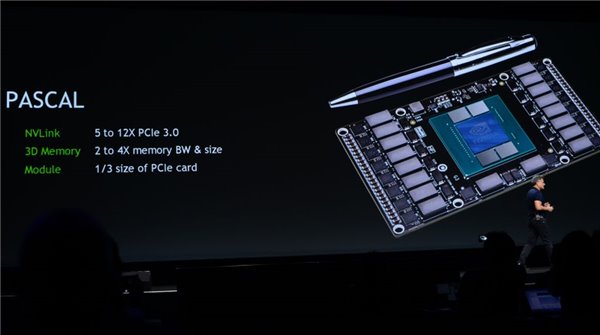 PASCAL
NVLink 5 to 12X PCIe 3.0
3D Memory 2 to 4X memory BW & size
Module 1/3 size of PCIe card